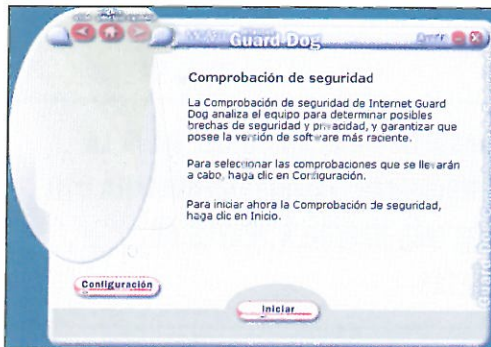 Guard Dog
Comprobación de seguridad
La Comprobación de seguridad de Internet Guard
Dog analiza el equipo para determinar posibles
brechas de seguridad y privacidad, y garantizar que
posee la versión de software más reciente.
Para seleccionar las comprobaciones que se llevarán
a cabo, haga clic en Configuración.
Para iniciar ahora la Comprobación de seguridad,
haga clic en Inicio.
Configuración
Iniciar